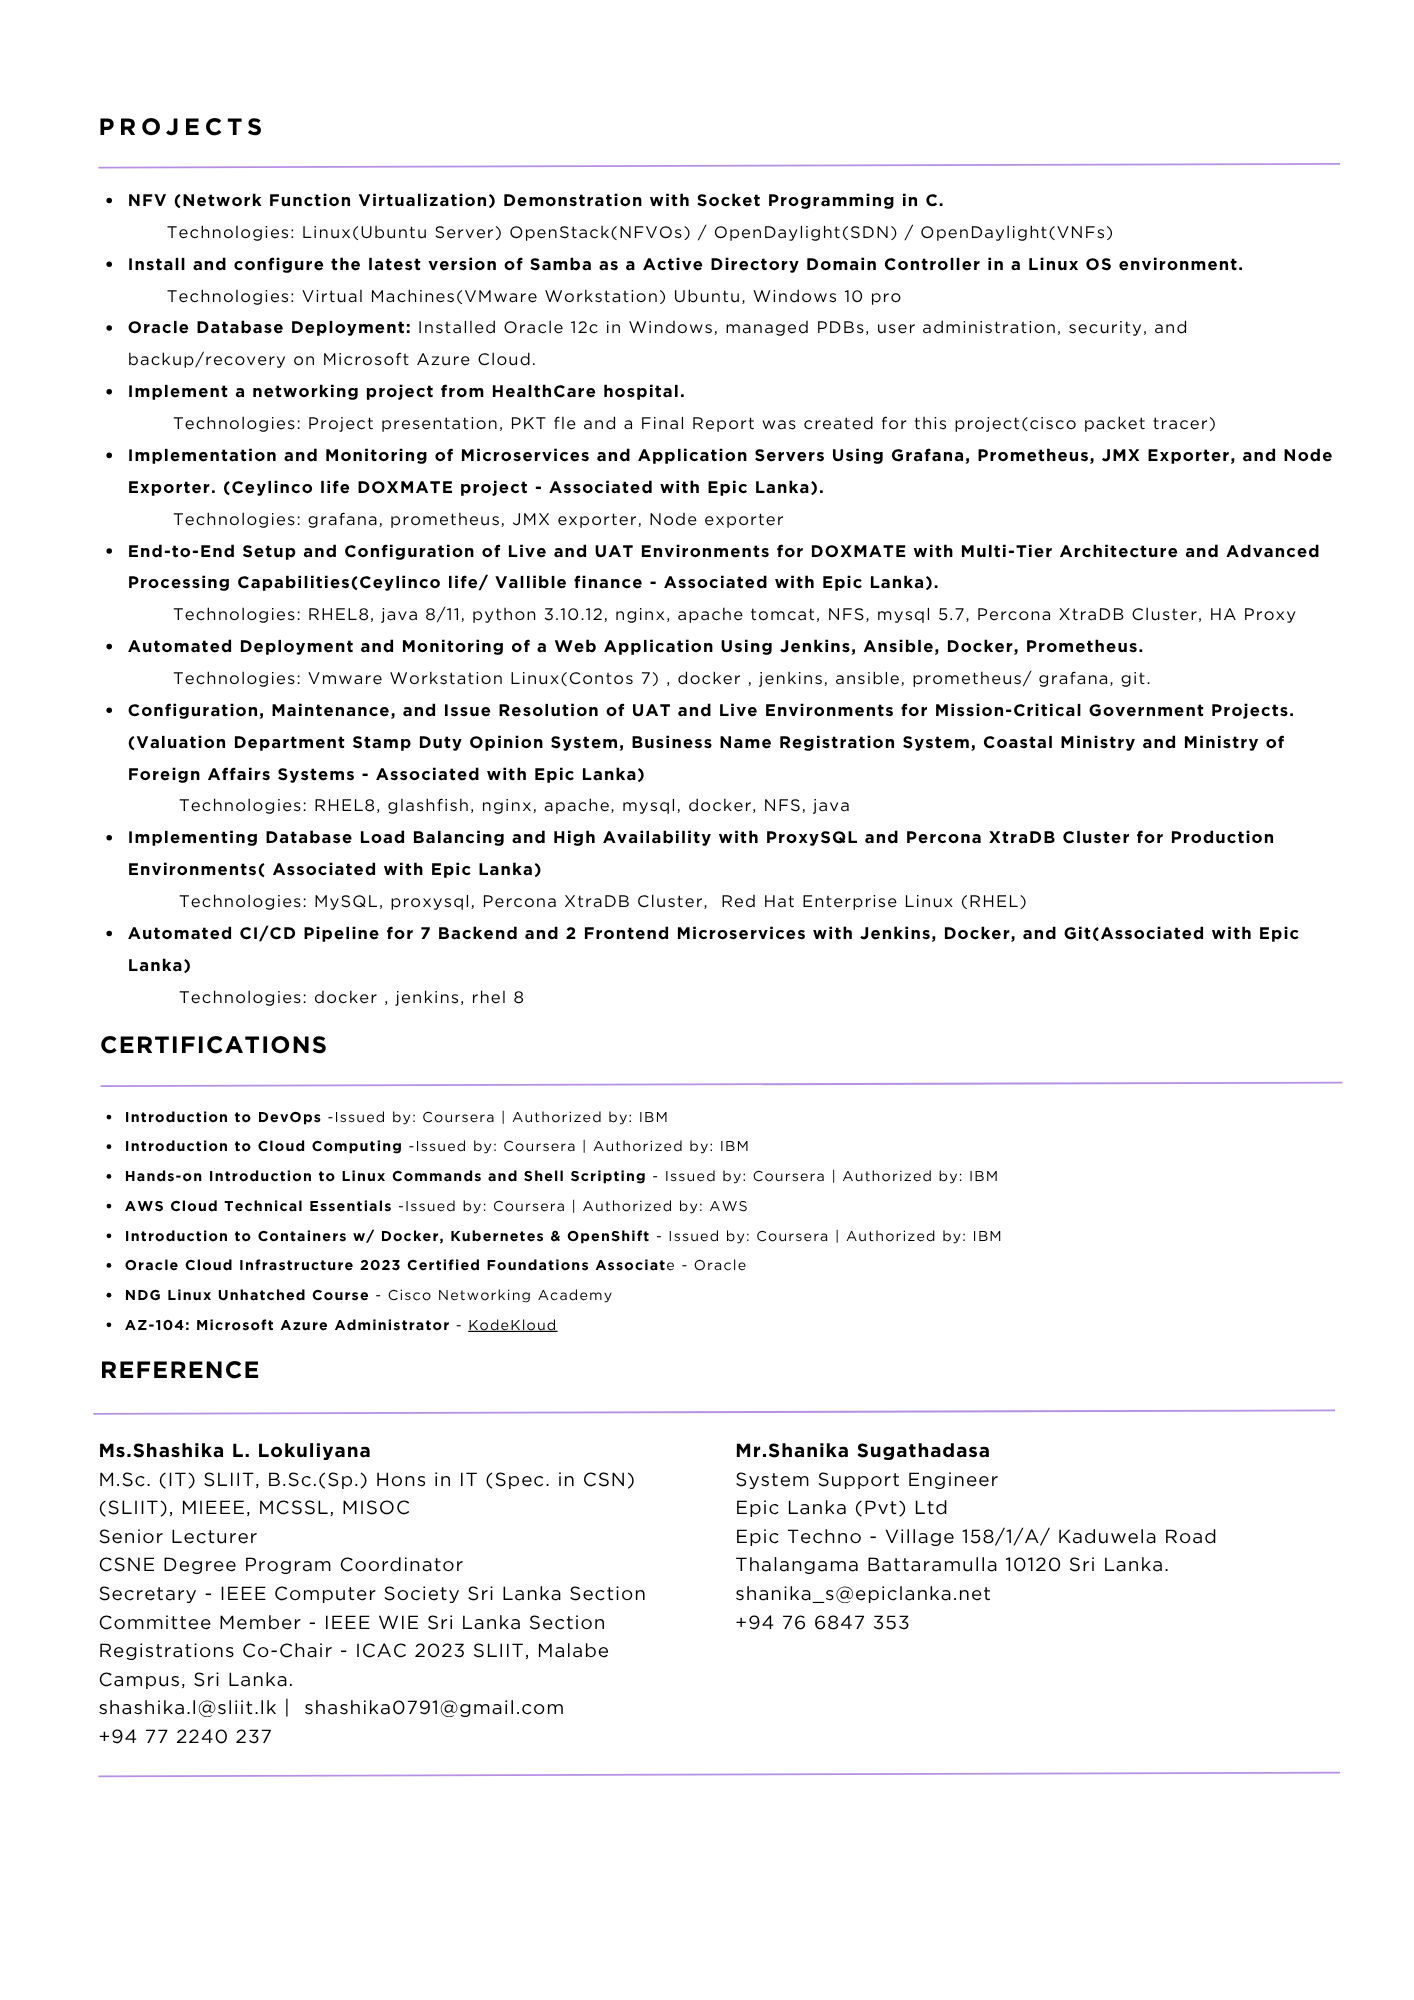 PROJECTS
NFV (Network Function Virtualization) Demonstration with Socket Programming in C.
Technologies: Linux(Ubuntu Server) OpenStack(NFVOs) / OpenDaylight(SDN) / OpenDaylight(VNFs)
Install and configure the latest version of Samba as a Active Directory Domain Controller in a Linux OS environment.
Technologies: Virtual Machines(VMware Workstation) Ubuntu, Windows 10 pro
Oracle Database Deployment: Installed Oracle 12c in Windows, managed PDBs, user administration, security, and
backup/recovery on Microsoft Azure Cloud.
Implement a networking project from HealthCare hospital.
Technologies: Project presentation, PKT fle and a Final Report was created for this project(cisco packet tracer)
Implementation and Monitoring of Microservices and Application Servers Using Grafana, Prometheus, JMX Exporter, and Node
Exporter. (Ceylinco life DOXMATE project - Associated with Epic Lanka).
Technologies: grafana, prometheus, JMX exporter, Node exporter
End-to-End Setup and Configuration of Live and UAT Environments for DOXMATE with Multi-Tier Architecture and Advanced
Processing Capabilities(Ceylinco life/ Vallible finance - Associated with Epic Lanka).
Technologies: RHEL8, java 8/11, python 3.10.12, nginx, apache tomcat, NFS, mysql 5.7, Percona XtraDB Cluster, HA Proxy
Automated Deployment and Monitoring of a Web Application Using Jenkins, Ansible, Docker, Prometheus.
Technologies: Vmware Workstation Linux(Contos 7) , docker , jenkins, ansible, prometheus/ grafana, git.
Configuration, Maintenance, and Issue Resolution of UAT and Live Environments for Mission-Critical Government Projects.
(Valuation Department Stamp Duty Opinion System, Business Name Registration System, Coastal Ministry and Ministry of
Foreign Affairs Systems - Associated with Epic Lanka)
Technologies: RHEL8, glashfish, nginx, apache, mysql, docker, NFS, java
Implementing Database Load Balancing and High Availability with ProxySQL and Percona XtraDB Cluster for Production
Environments( Associated with Epic Lanka)
Technologies: MySQL, proxysql, Percona XtraDB Cluster,  Red Hat Enterprise Linux (RHEL)
Automated CI/CD Pipeline for 7 Backend and 2 Frontend Microservices with Jenkins, Docker, and Git(Associated with Epic
Lanka)
Technologies: docker , jenkins, rhel 8
CERTIFICATIONS
Introduction to DevOps -Issued by: Coursera | Authorized by: IBM
Introduction to Cloud Computing -Issued by: Coursera | Authorized by: IBM
Hands-on Introduction to Linux Commands and Shell Scripting - Issued by: Coursera | Authorized by: IBM
AWS Cloud Technical Essentials -Issued by: Coursera | Authorized by: AWS
Introduction to Containers w/ Docker, Kubernetes & OpenShift - Issued by: Coursera | Authorized by: IBM
Oracle Cloud Infrastructure 2023 Certified Foundations Associate - Oracle
NDG Linux Unhatched Course - Cisco Networking Academy
AZ-104: Microsoft Azure Administrator - KodeKloud
REFERENCE
Ms.Shashika L. Lokuliyana
M.Sc. (IT) SLIIT, B.Sc.(Sp.) Hons in IT (Spec. in CSN)
(SLIIT), MIEEE, MCSSL, MISOC
Senior Lecturer
CSNE Degree Program Coordinator
Secretary - IEEE Computer Society Sri Lanka Section
Committee Member - IEEE WIE Sri Lanka Section
Registrations Co-Chair - ICAC 2023 SLIIT, Malabe
Campus, Sri Lanka.
shashika.l@sliit.lk |  shashika0791@gmail.com
+94 77 2240 237
Mr.Shanika Sugathadasa
System Support Engineer
Epic Lanka (Pvt) Ltd
Epic Techno - Village 158/1/A/ Kaduwela Road
Thalangama Battaramulla 10120 Sri Lanka.
shanika_s@epiclanka.net
+94 76 6847 353